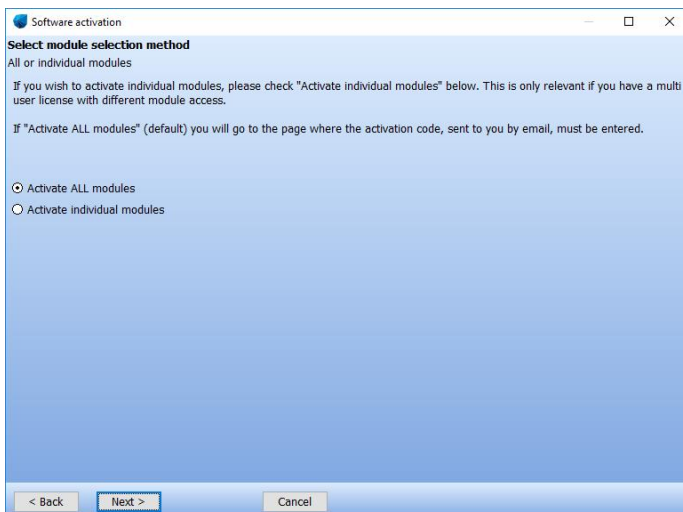 Software activation
Select module selection method
All or individual modules
If you wish to activate individual modules, please check "Activate individual modules" below. This is only relevant if you have a multi
user license with different module access.
If "Activate ALL modules" (default) you will go to the page where the activation code, sent to you by email, must be entered.
Activate ALL modules
Activate individual modules
< Back Next > Cancel